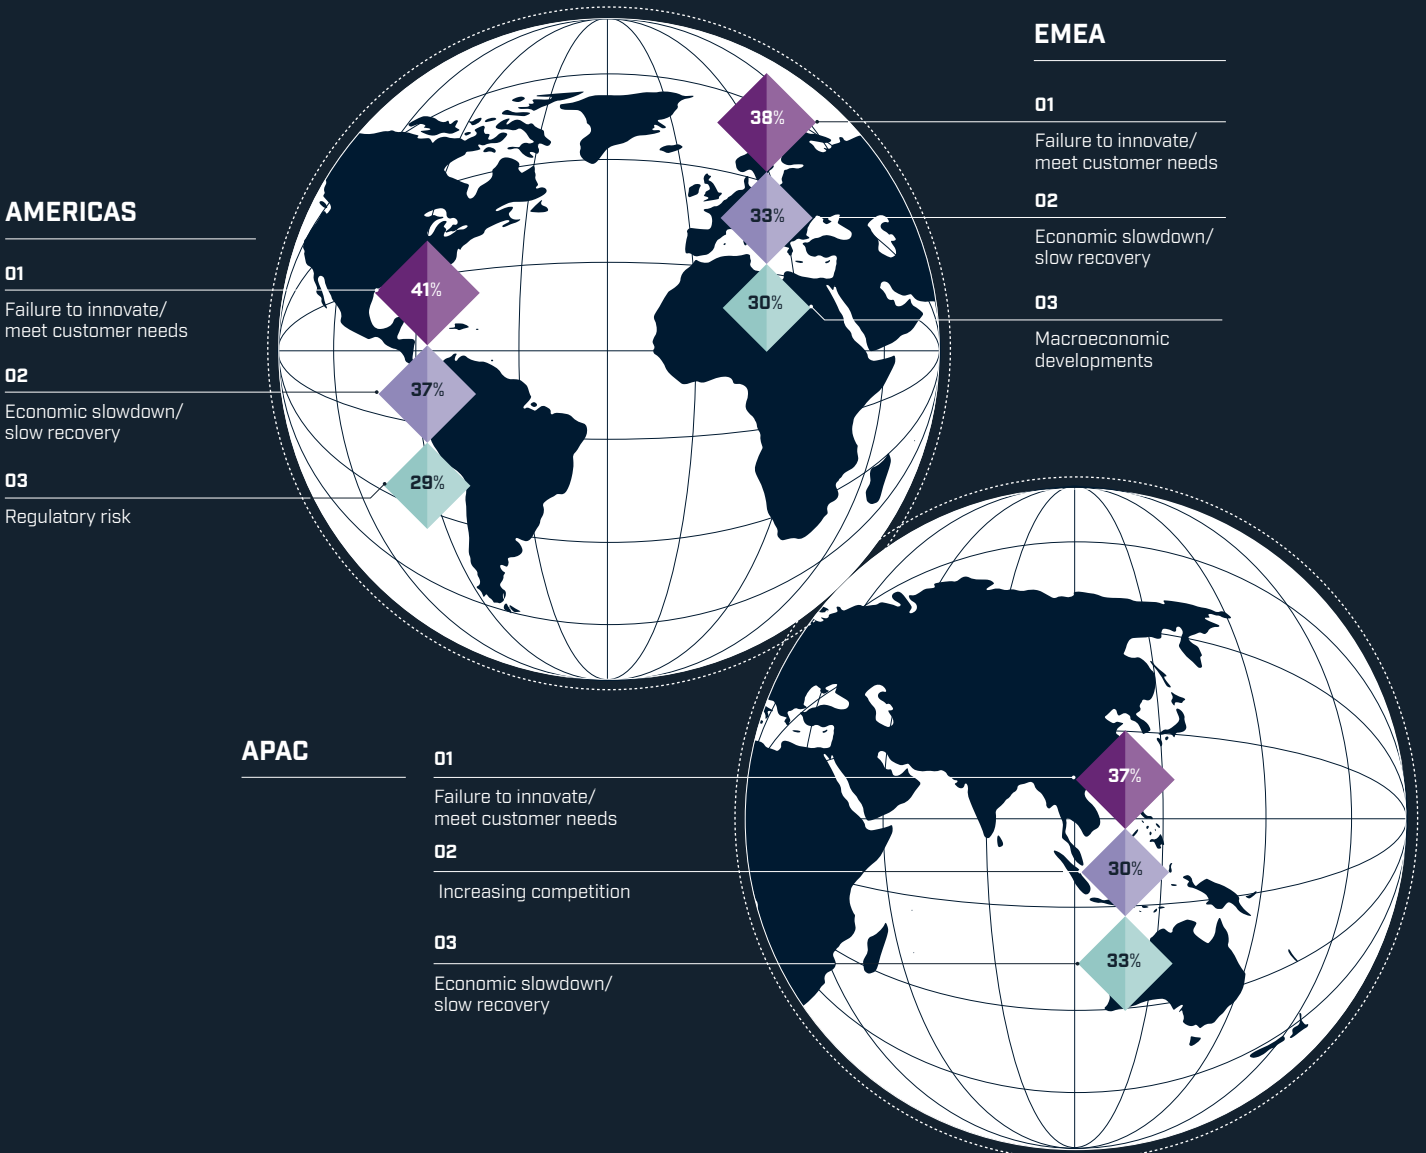 AMERICAS
01
41%
Failure to innovate/
meet customer needs
02
37%
Economic slowdown/
slow recovery
03
29%
Regulatory risk
EMEA
01
38%
Failure to innovate/
meet customer needs
02
33%
Economic slowdown/
slow recovery
03
30%
Macroeconomic
developments
APAC
01
37%
Failure to innovate/
meet customer needs
02
30%
Increasing competition
03
33%
Economic slowdown/
slow recovery